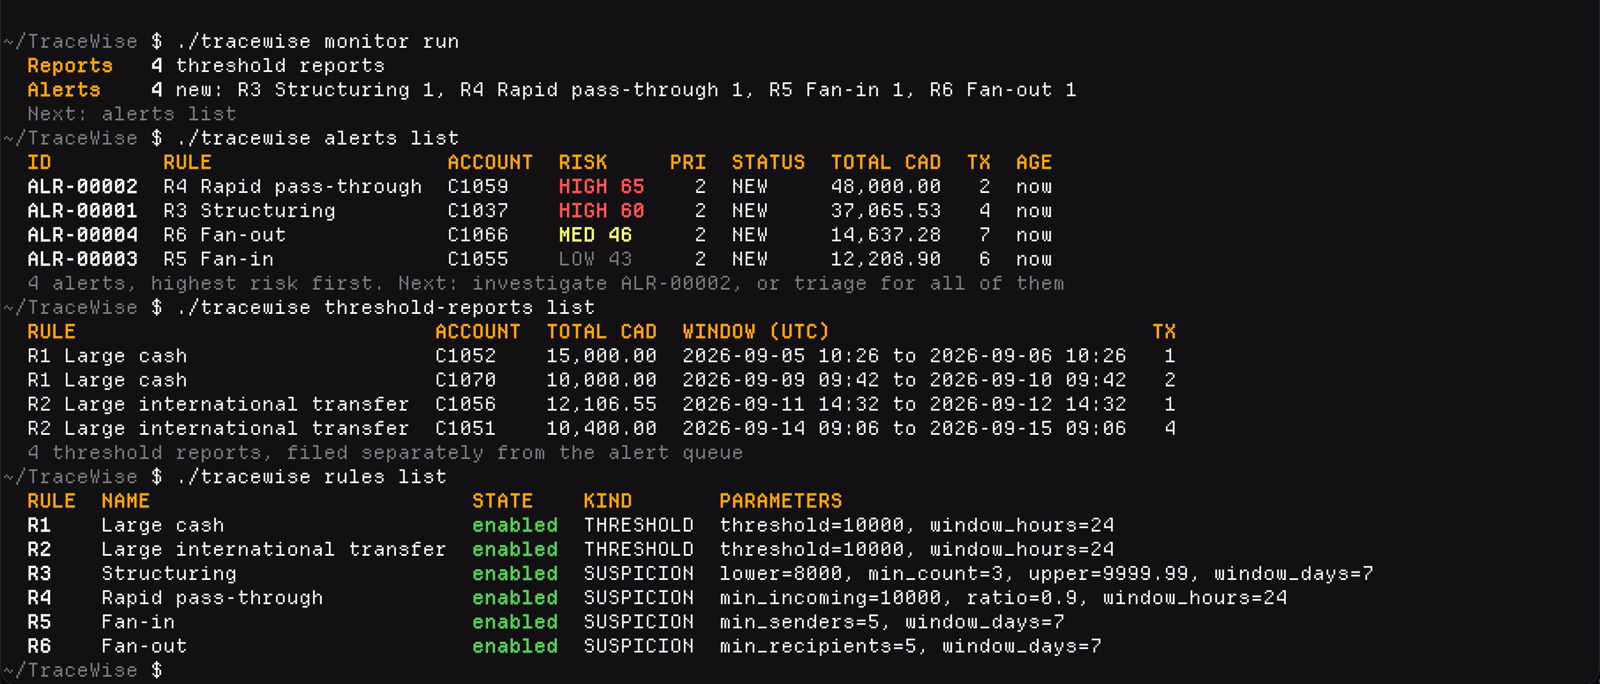 ~/TraceWise $ ./tracewise monitor run
Reports 4 threshold reports
Alerts 4 new: R3 Structuring 1, R4 Rapid pass-through 1, R5 Fan-in 1, R6 Fan-out 1
Next: alerts list
~/TraceWise $ ./tracewise alerts list
ID RULE ACCOUNT RISK PRI STATUS TOTAL CAD TX AGE
ALR-00002 R4 Rapid pass-through C1059 HIGH 65 2 NEW 48,000.00 2 now
ALR-00001 R3 Structuring C1037 HIGH 60 2 NEW 37,065.53 4 now
ALR-00004 R6 Fan-out C1066 MED 46 2 NEW 14,637.28 7 now
ALR-00003 R5 Fan-in C1055 LOW 43 2 NEW 12,208.90 6 now
4 alerts, highest risk first. Next: investigate ALR-00002, or triage for all of them
~/TraceWise $ ./tracewise threshold-reports list
RULE ACCOUNT TOTAL CAD WINDOW (UTC) TX
R1 Large cash C1052 15,000.00 2026-09-05 10:26 to 2026-09-06 10:26 1
R1 Large cash C1070 10,000.00 2026-09-09 09:42 to 2026-09-10 09:42 2
R2 Large international transfer C1056 12,106.55 2026-09-11 14:32 to 2026-09-12 14:32 1
R2 Large international transfer C1051 10,400.00 2026-09-14 09:06 to 2026-09-15 09:06 4
4 threshold reports, filed separately from the alert queue
~/TraceWise $ ./tracewise rules list
RULE NAME STATE KIND PARAMETERS
R1 Large cash enabled THRESHOLD threshold=10000, window_hours=24
R2 Large international transfer enabled THRESHOLD threshold=10000, window_hours=24
R3 Structuring enabled SUSPICION lower=8000, min_count=3, upper=9999.99, window_days=7
R4 Rapid pass-through enabled SUSPICION min_incoming=10000, ratio=0.9, window_hours=24
R5 Fan-in enabled SUSPICION min_senders=5, window_days=7
R6 Fan-out enabled SUSPICION min_recipients=5, window_days=7
~/TraceWise $